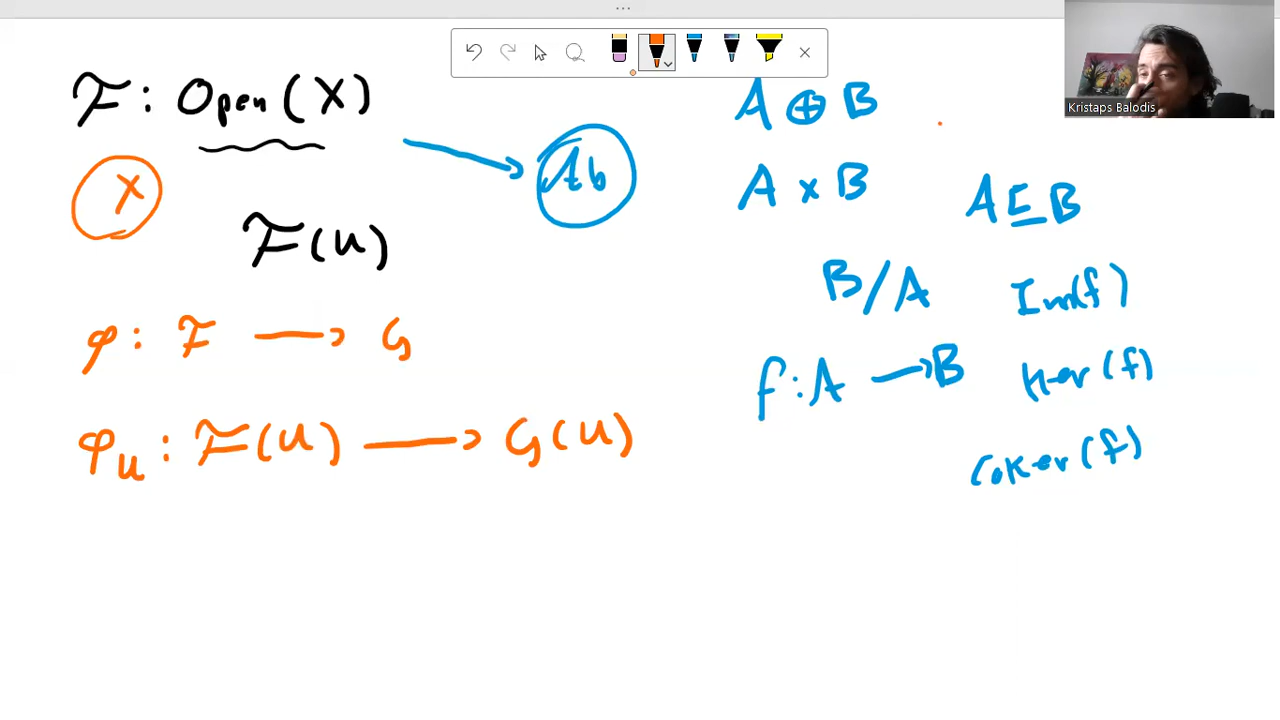 ℱ : Open(X)
⟶ Ab
X
ℱ(U)
φ : ℱ ⟶ G
φ_U : ℱ(U) ⟶ G(U)
A ⊕ B
A × B
A ⊆ B
B/A
Im(f)
f : A ⟶ B
Ker(f)
Coker(f)
Kristaps Balodis